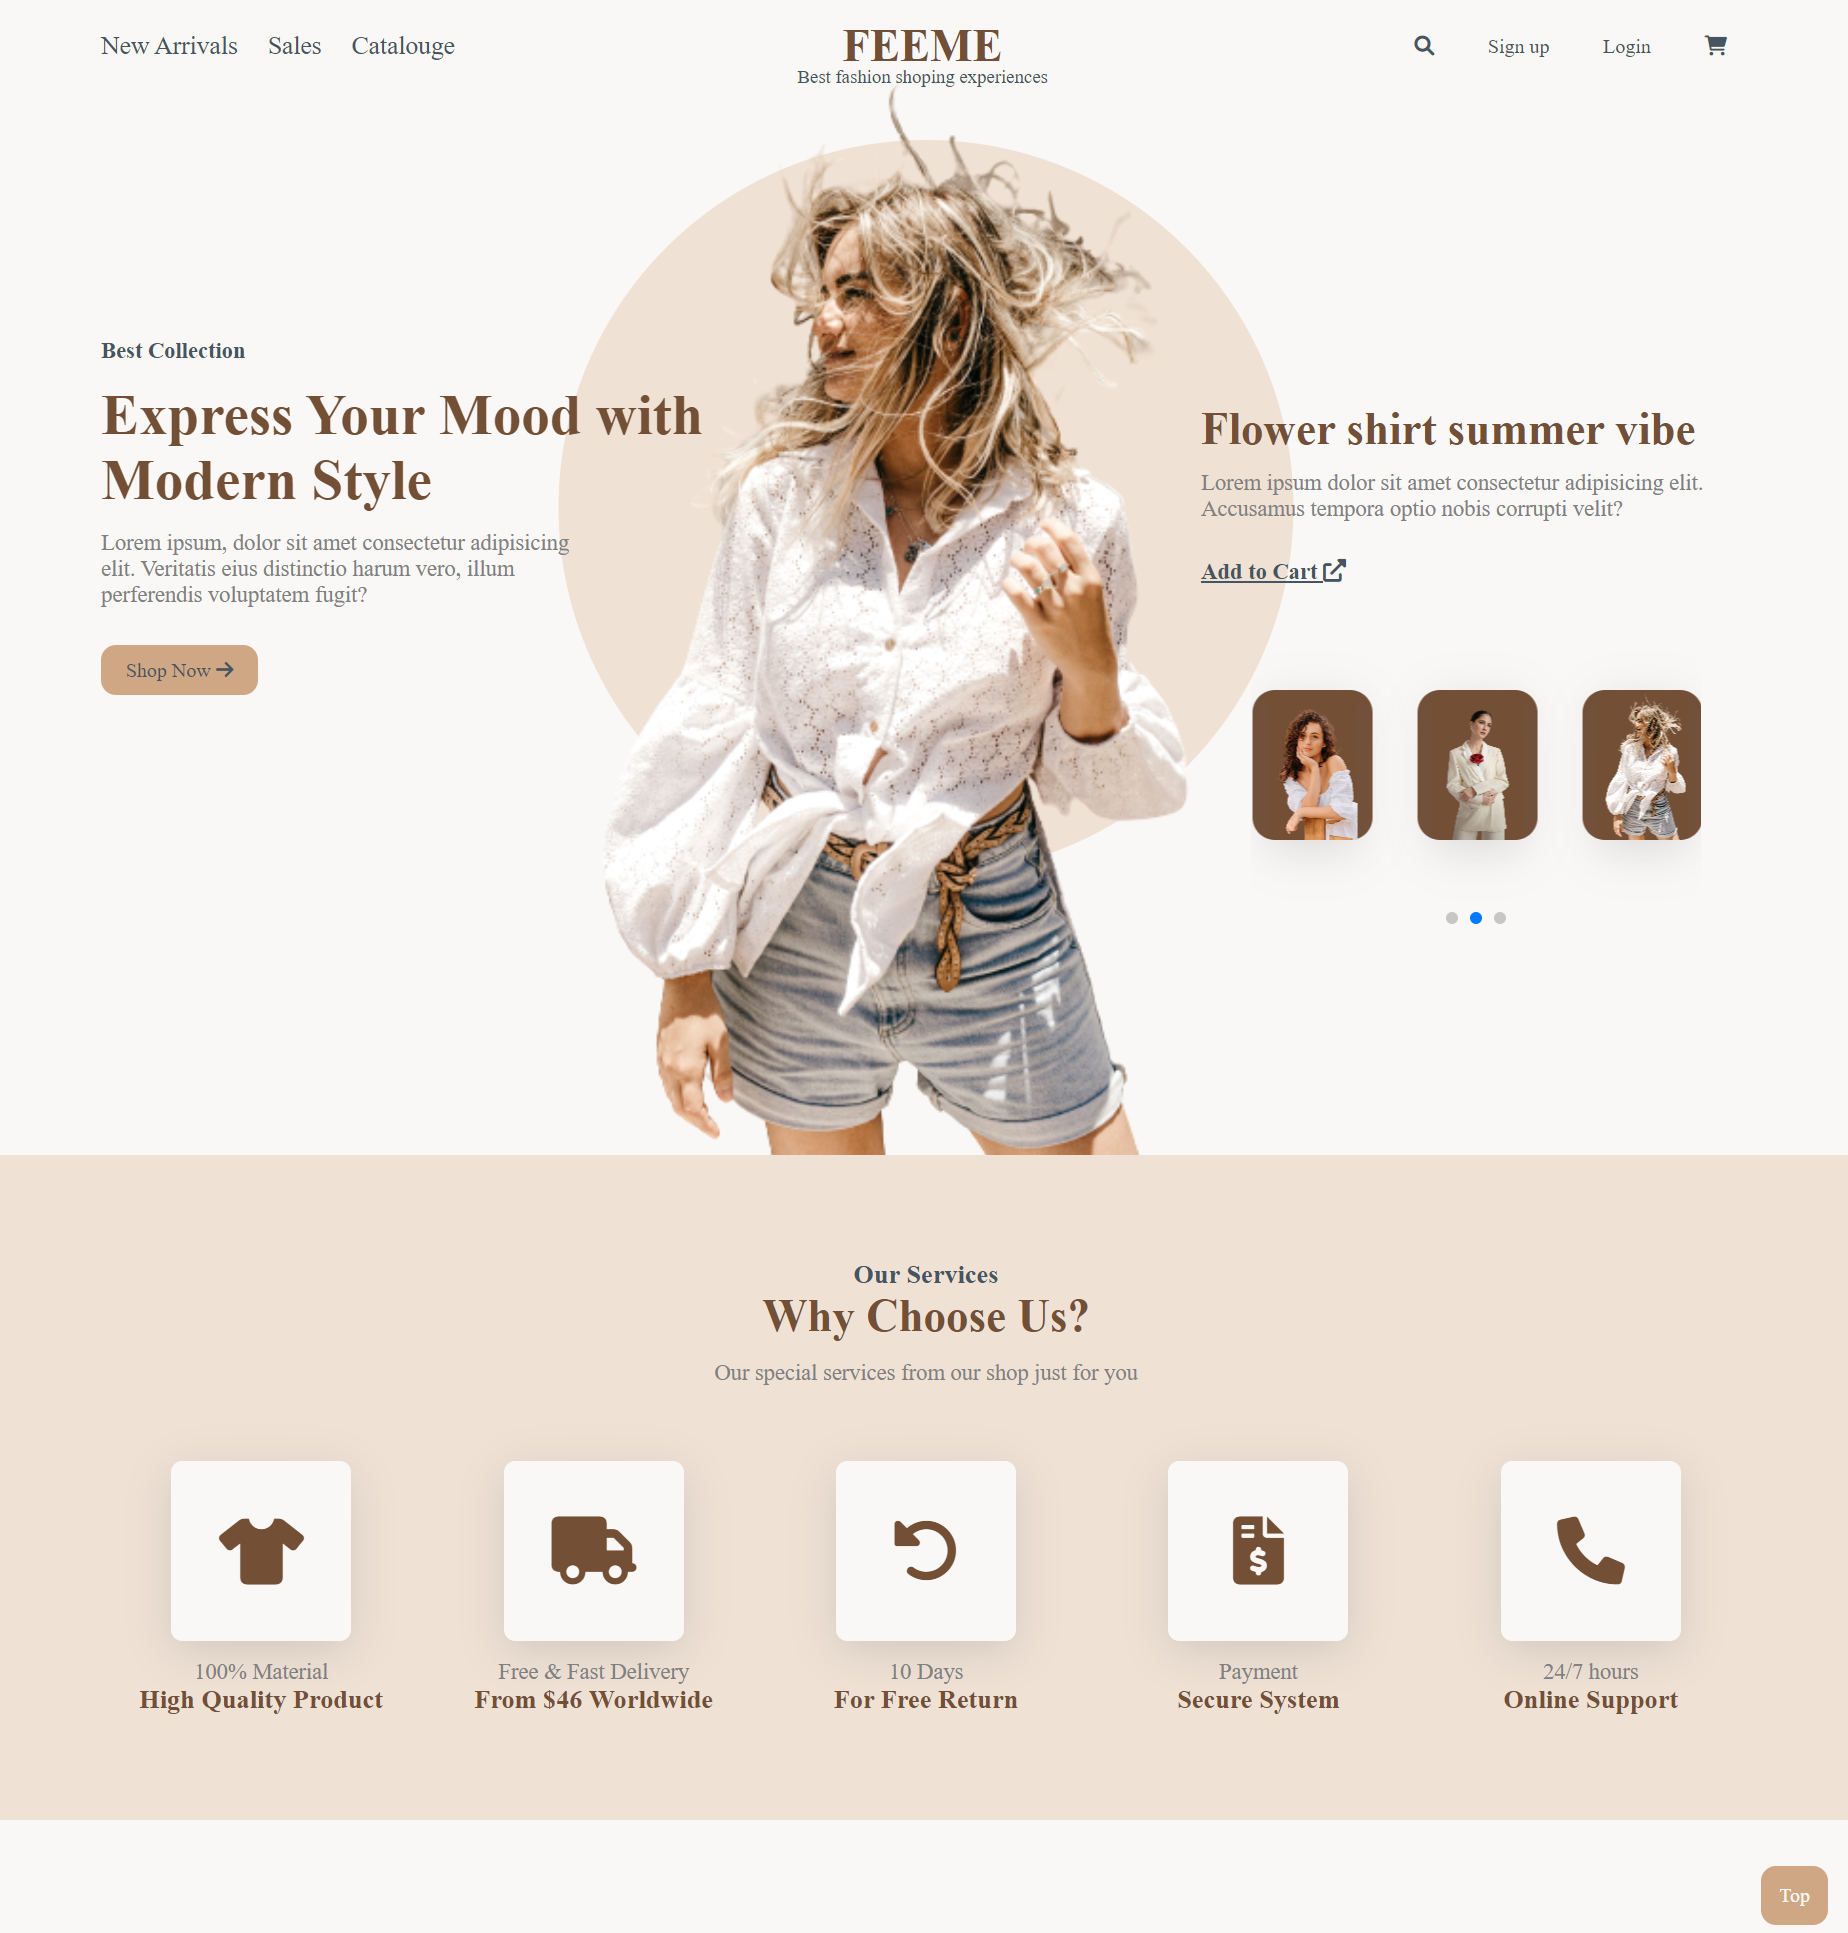 New Arrivals Sales Catalouge
FEEME
Best fashion shoping experiences
Sign up Login
Best Collection
Express Your Mood with
Modern Style
Lorem ipsum, dolor sit amet consectetur adipisicing
elit. Veritatis eius distinctio harum vero, illum
perferendis voluptatem fugit?
Shop Now
Flower shirt summer vibe
Lorem ipsum dolor sit amet consectetur adipisicing elit.
Accusamus tempora optio nobis corrupti velit?
Add to Cart
Our Services
Why Choose Us?
Our special services from our shop just for you
$
100% Material
High Quality Product
Free & Fast Delivery
From $46 Worldwide
10 Days
For Free Return
Payment
Secure System
24/7 hours
Online Support
Top